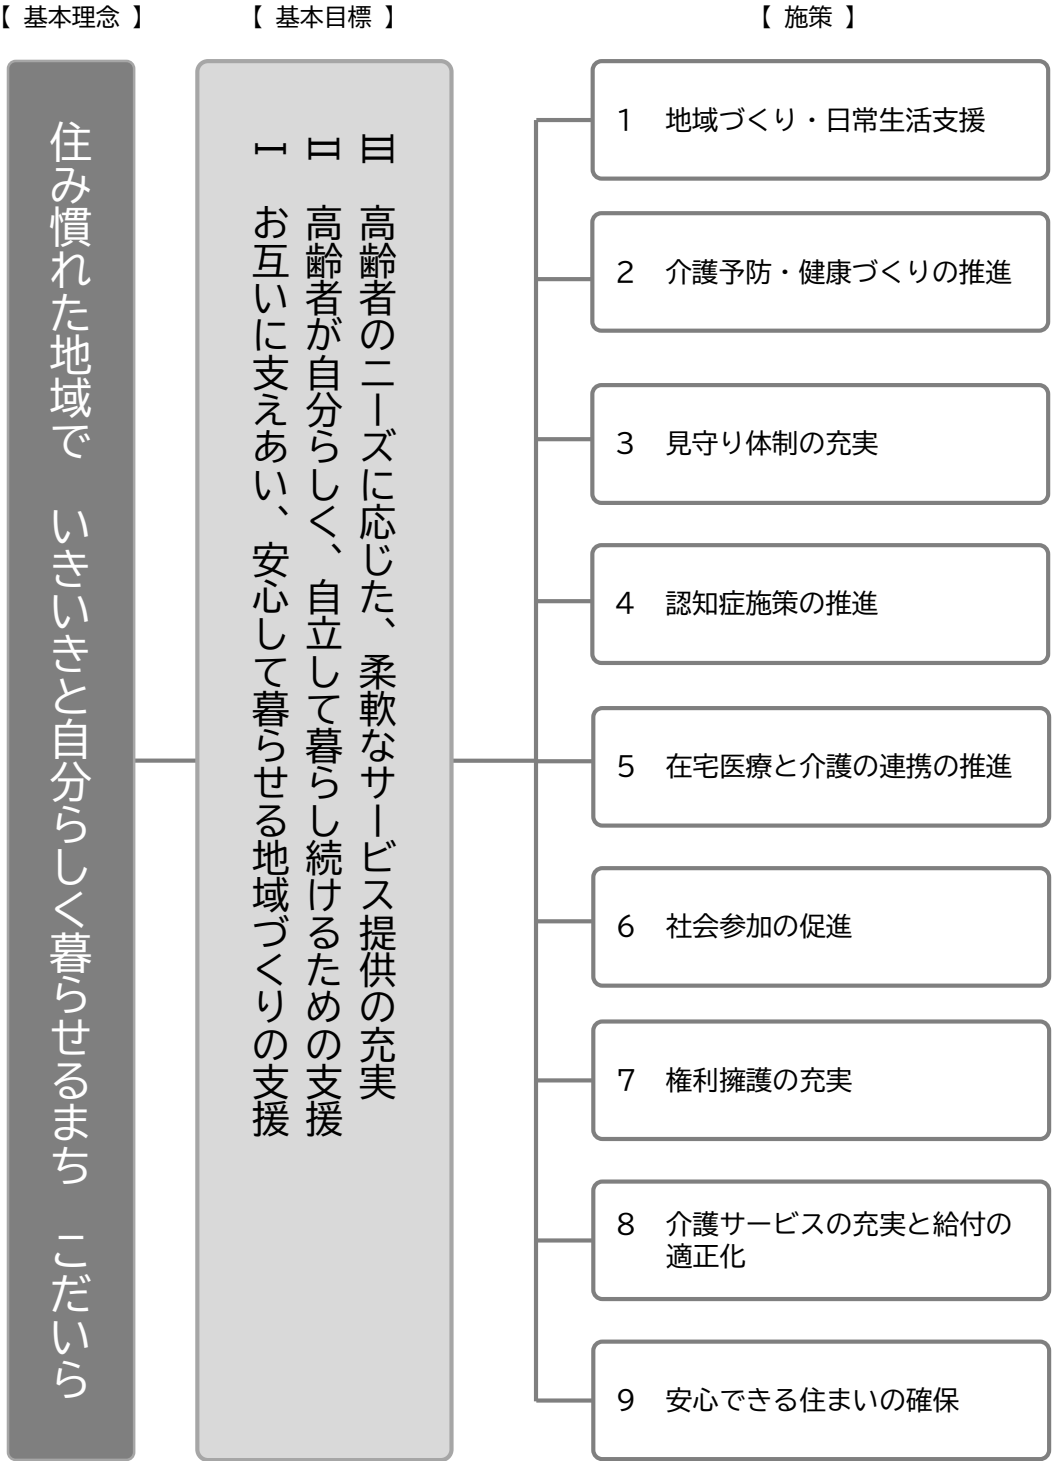 【 基本理念 】
【 基本目標 】
【 施策 】
住み慣れた地域で　いきいきと自分らしく暮らせるまち　こだいら
Ⅲ　高齢者のニーズに応じた、柔軟なサービス提供の充実
Ⅱ　高齢者が自分らしく、自立して暮らし続けるための支援
Ⅰ　お互いに支えあい、安心して暮らせる地域づくりの支援
1　地域づくり・日常生活支援
2　介護予防・健康づくりの推進
3　見守り体制の充実
4　認知症施策の推進
5　在宅医療と介護の連携の推進
6　社会参加の促進
7　権利擁護の充実
8　介護サービスの充実と給付の
適正化
9　安心できる住まいの確保